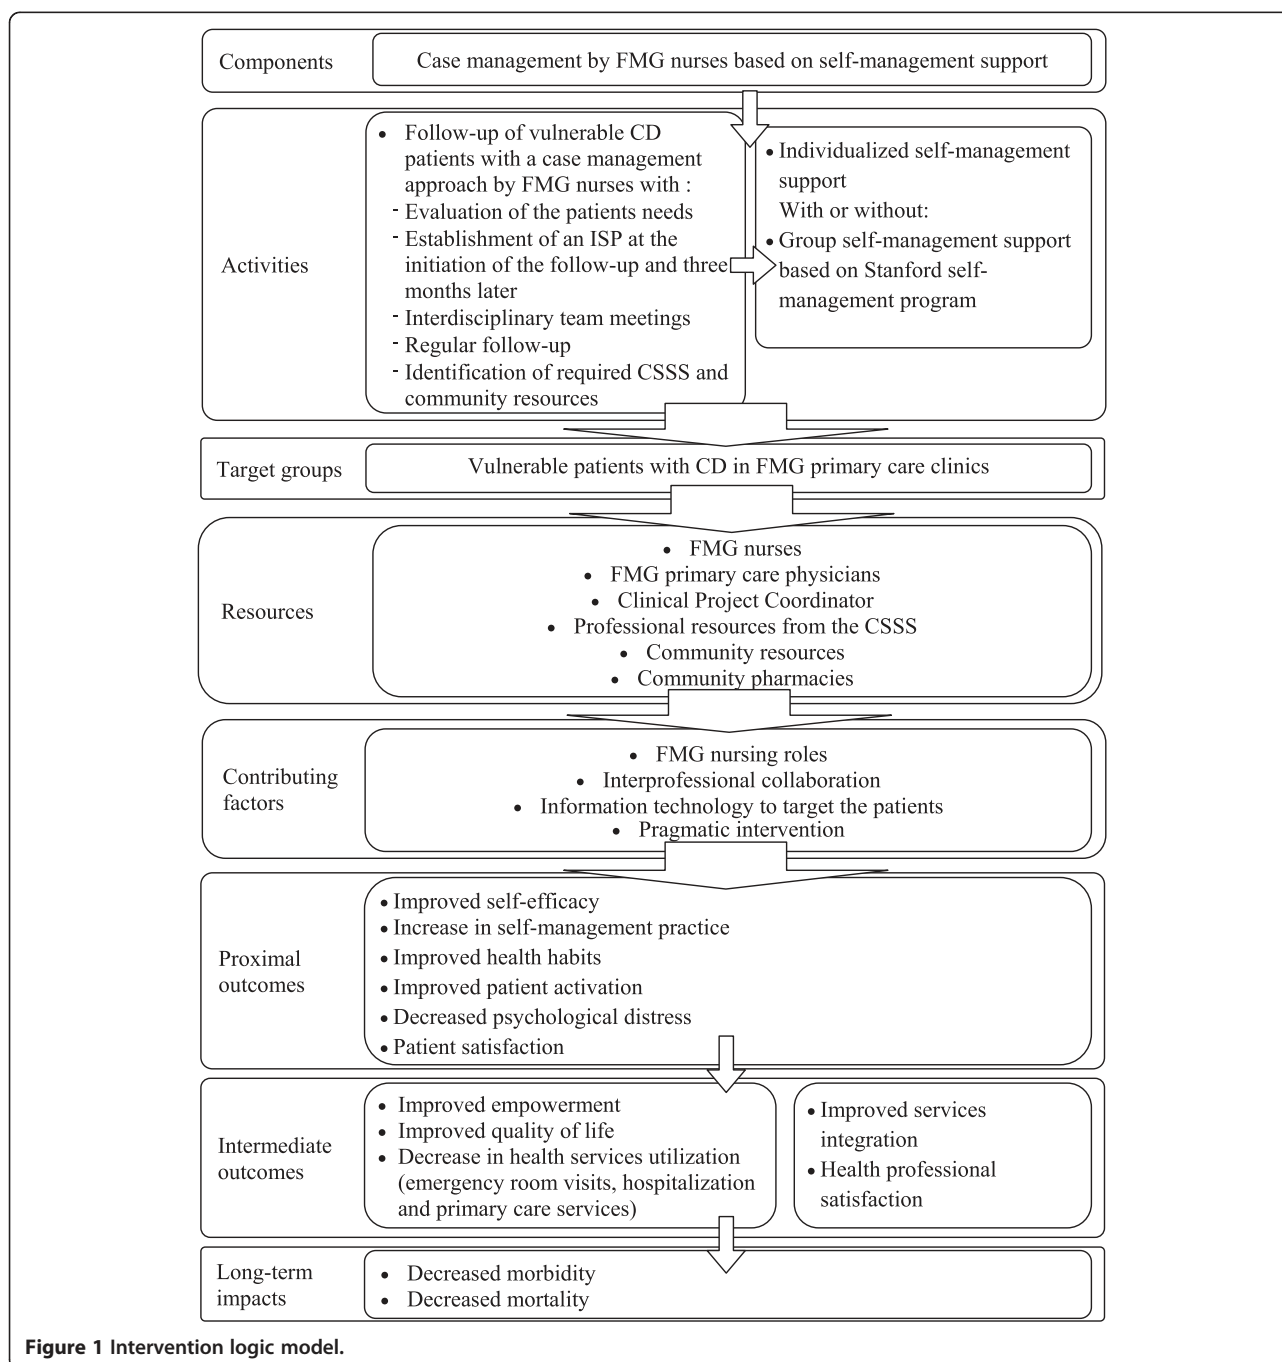 Components
Case management by FMG nurses based on self-management support
Activities
• Follow-up of vulnerable CD
patients with a case management
approach by FMG nurses with :
- Evaluation of the patients needs
- Establishment of an ISP at the
initiation of the follow-up and three
months later
- Interdisciplinary team meetings
- Regular follow-up
- Identification of required CSSS and
community resources
• Individualized self-management
support
With or without:
• Group self-management support
based on Stanford self-
management program
Target groups
Vulnerable patients with CD in FMG primary care clinics
Resources
• FMG nurses
• FMG primary care physicians
• Clinical Project Coordinator
• Professional resources from the CSSS
• Community resources
• Community pharmacies
Contributing
factors
• FMG nursing roles
• Interprofessional collaboration
• Information technology to target the patients
• Pragmatic intervention
Proximal
outcomes
• Improved self-efficacy
• Increase in self-management practice
• Improved health habits
• Improved patient activation
• Decreased psychological distress
• Patient satisfaction
Intermediate
outcomes
• Improved empowerment
• Improved quality of life
• Decrease in health services utilization
(emergency room visits, hospitalization
and primary care services)
• Improved services
integration
• Health professional
satisfaction
Long-term
impacts
• Decreased morbidity
• Decreased mortality
Figure 1 Intervention logic model.